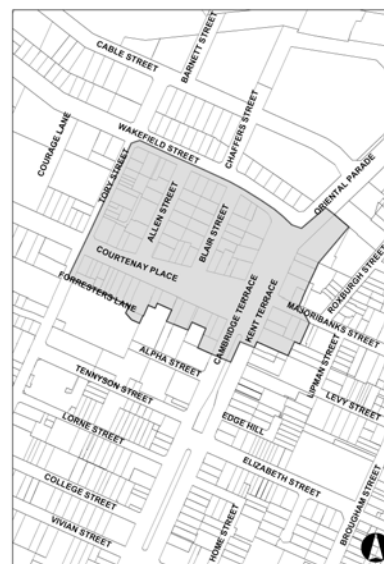 CABLE STREET
BARNETT STREET
CHAFFERS STREET
COURAGE LANE
WAKEFIELD STREET
TORY STREET
ORIENTAL PARADE
ALLEN STREET
BLAIR STREET
ROXBURGH STREET
COURTENAY PLACE
FORRESTERS LANE
CAMBRIDGE TERRACE
KENT TERRACE
MAJORIBANKS STREET
ALPHA STREET
LIPMAN STREET
TENNYSON STREET
LEVY STREET
LORNE STREET
EDGE HILL
ELIZABETH STREET
COLLEGE STREET
BROUGHAM STREET
VIVIAN STREET
HOME STREET